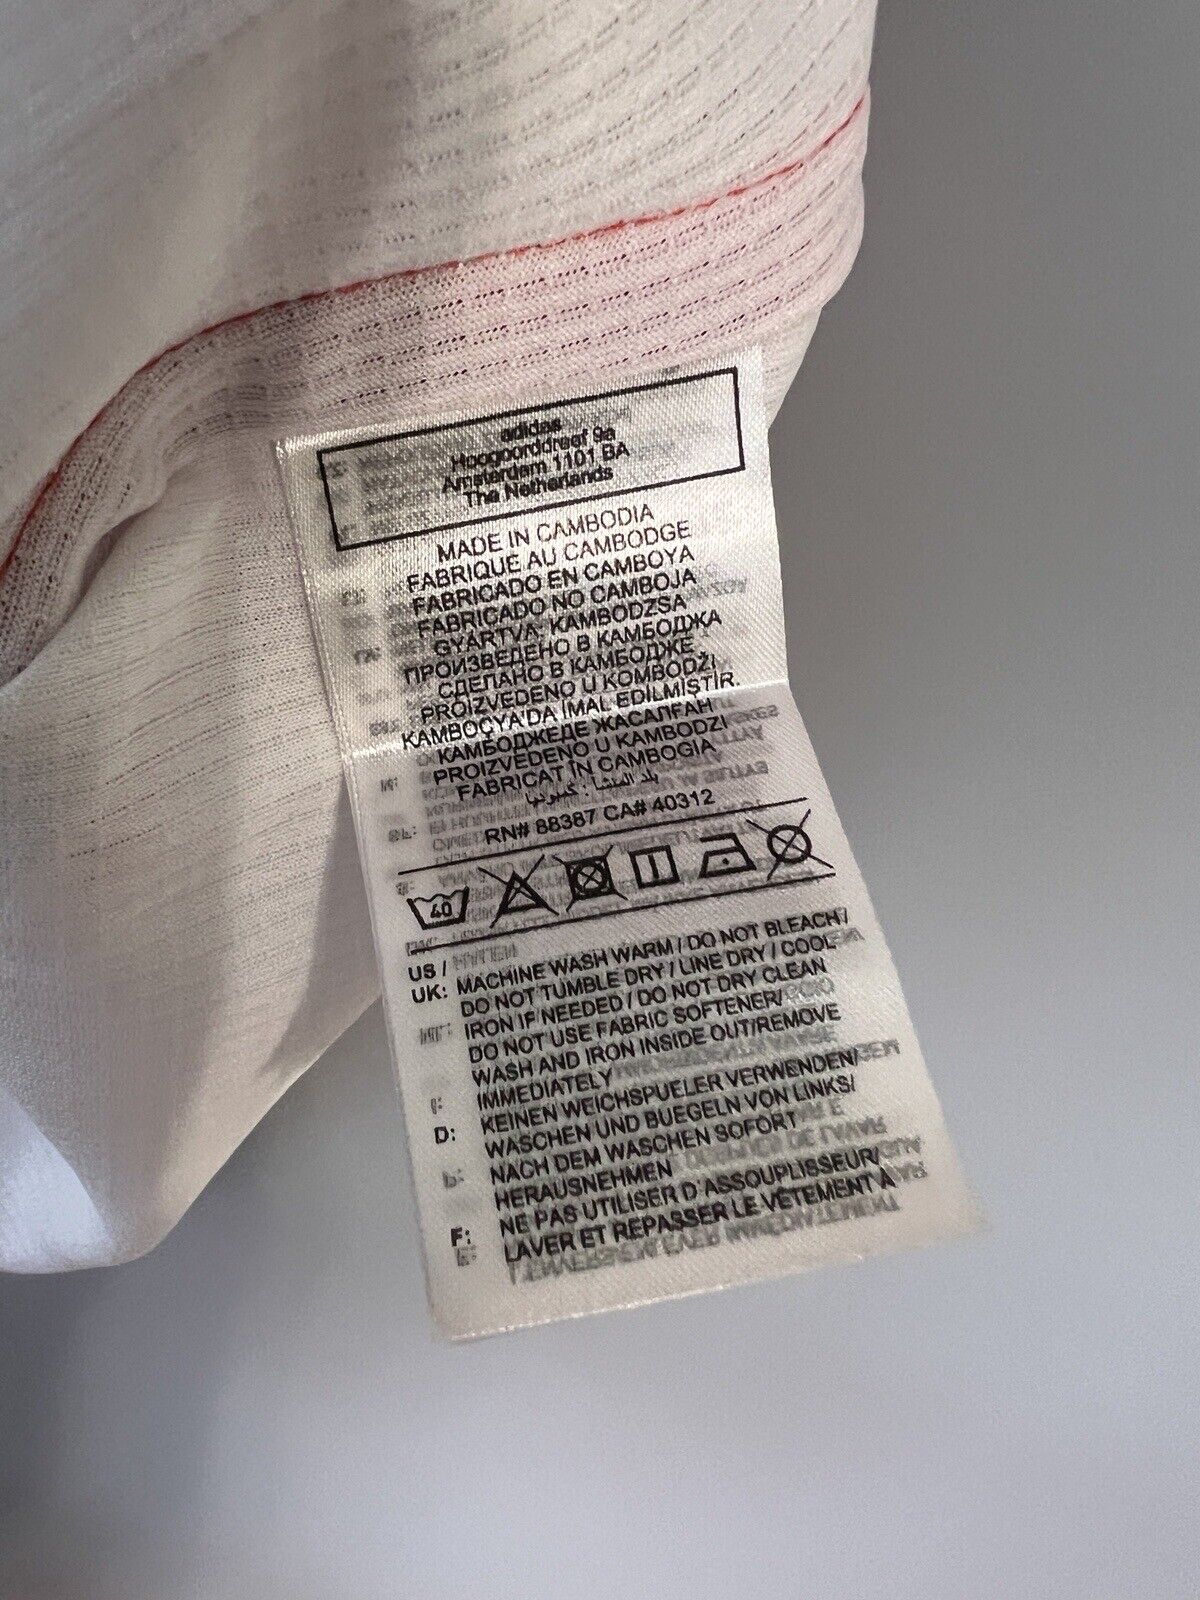 adidas
Hoogoorddreef 9a
Amsterdam 1101 BA
The Netherlands
MADE IN CAMBODIA
FABRIQUE AU CAMBODGE
FABRICADO EN CAMBOYA
FABRICADO NO CAMBOJA
GYÁRTVA: KAMBODZSA
ПРОИЗВЕДЕНО В КАМБОДЖА
СДЕЛАНО В КАМБОДЖЕ
PROIZVEDENO U KOMBODŽI
KAMBOÇYA'DA İMAL EDİLMİŞTİR.
КАМБОДЖЕДЕ ЖАСАЛҒАН
PROIZVEDENO U KAMBODZI
FABRICAT ÎN CAMBOGIA
بلد المنشأ : كمبوديا
RN# 88387 CA# 40312
40
US / UK: MACHINE WASH WARM / DO NOT BLEACH /
DO NOT TUMBLE DRY / LINE DRY / COOL
IRON IF NEEDED / DO NOT DRY CLEAN
DO NOT USE FABRIC SOFTENER/
WASH AND IRON INSIDE OUT/REMOVE
IMMEDIATELY
D: KEINEN WEICHSPUELER VERWENDEN/
WASCHEN UND BUEGELN VON LINKS/
NACH DEM WASCHEN SOFORT
HERAUSNEHMEN
F: NE PAS UTILISER D'ASSOUPLISSEUR/
LAVER ET REPASSER LE VÊTEMENT À